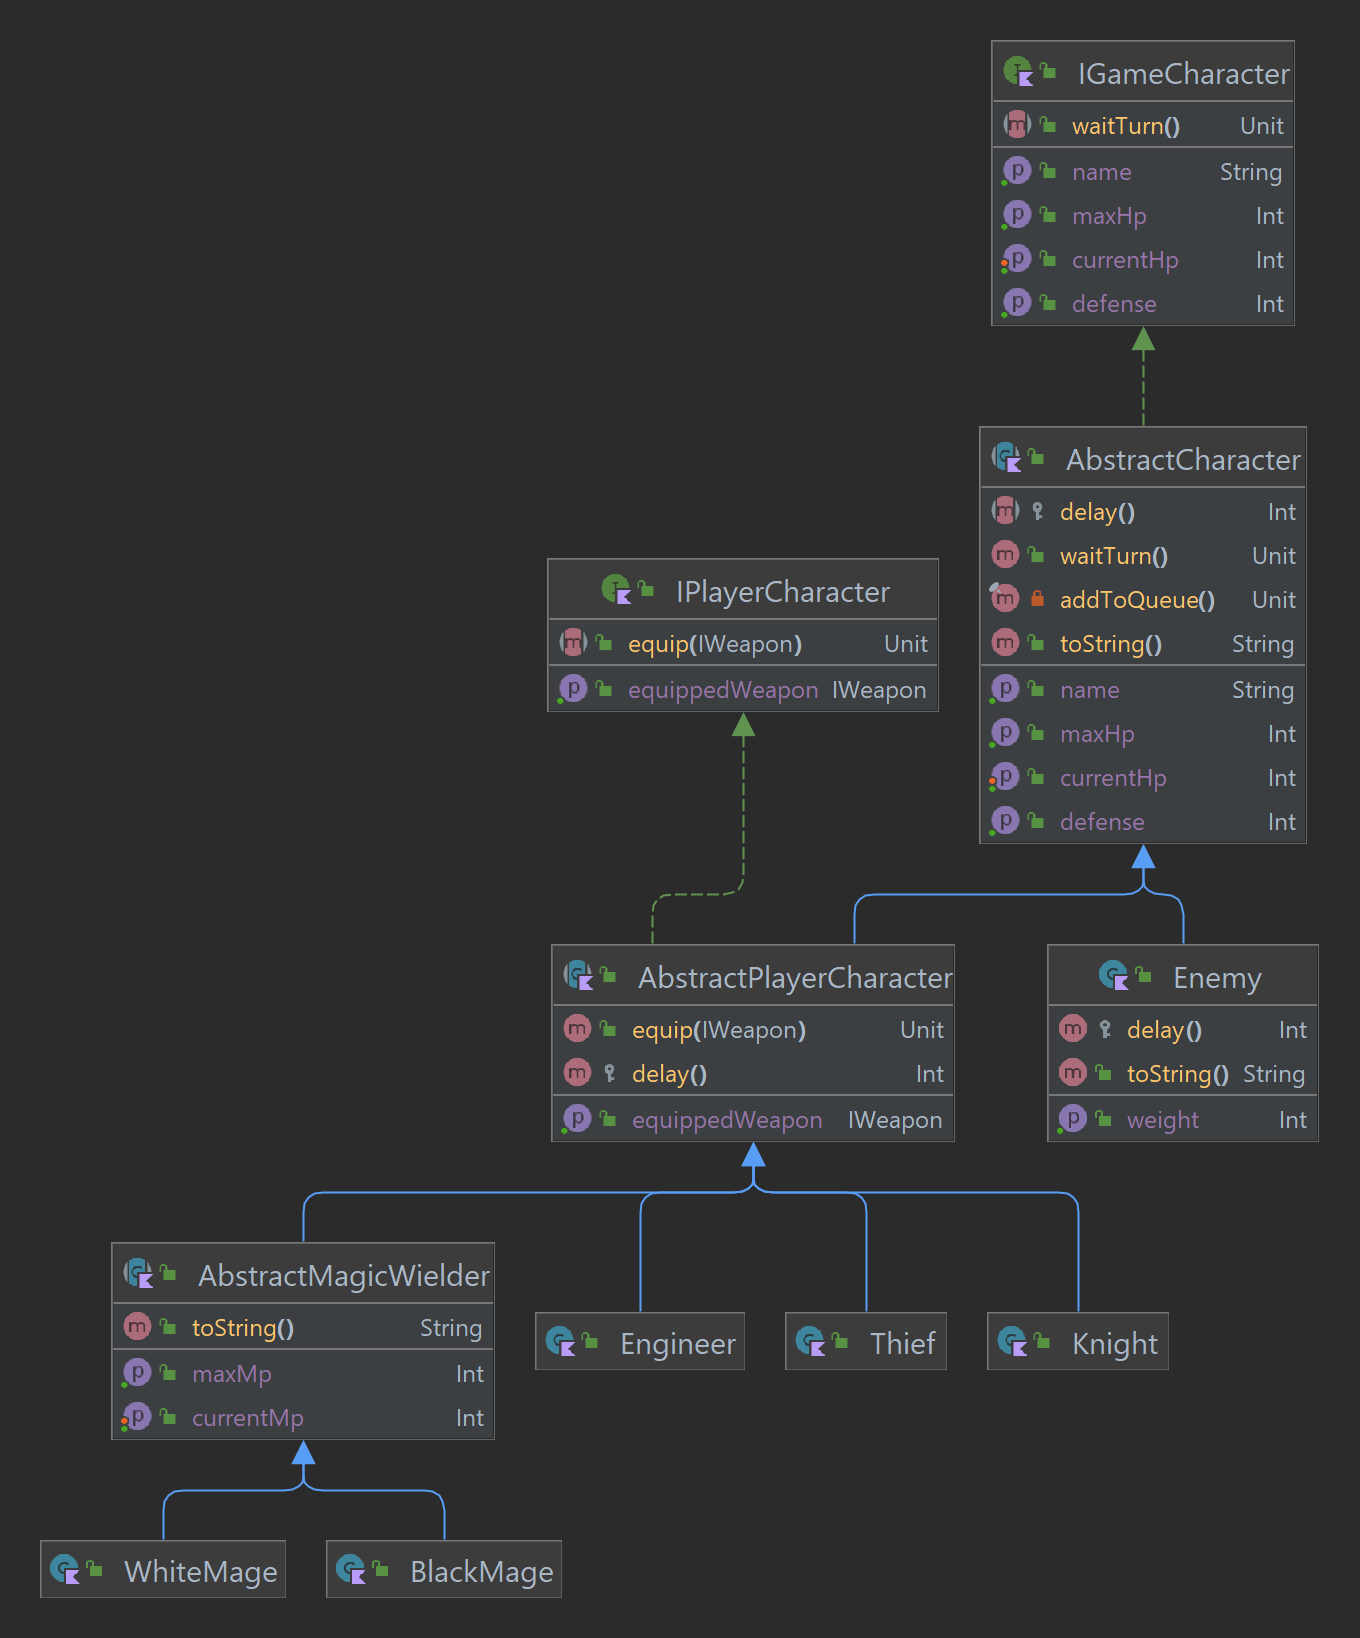 IGameCharacter
waitTurn() Unit
name String
maxHp Int
currentHp Int
defense Int
AbstractCharacter
delay() Int
waitTurn() Unit
addToQueue() Unit
toString() String
name String
maxHp Int
currentHp Int
defense Int
IPlayerCharacter
equip(IWeapon) Unit
equippedWeapon IWeapon
AbstractPlayerCharacter
equip(IWeapon) Unit
delay() Int
equippedWeapon IWeapon
Enemy
delay() Int
toString() String
weight Int
AbstractMagicWielder
toString() String
maxMp Int
currentMp Int
Engineer
Thief
Knight
WhiteMage
BlackMage